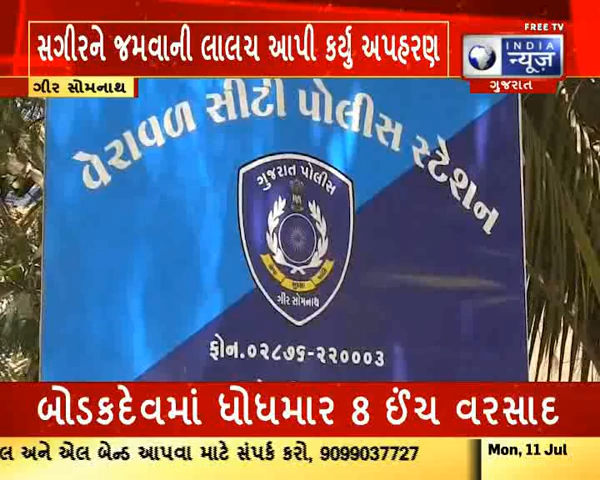 FREE TV
સગીરને જમવાની લાલચ આપી કર્યુ અપહરણ
INDIA
न्यूज़
ગુજરાત
ગીર સોમનાથ
વેરાવળ સીટી પોલીસ સ્ટેશન
ગુજરાત પોલીસ
સેવા સુરક્ષા શાંતિ
ગીર સોમનાથ
ફોન.૦૨૮૭૬-૨૨૦૦૦૩
બોડકદેવમાં ધોધમાર 8 ઈંચ વરસાદ
લ અને એલ બેન્ડ આપવા માટે સંપર્ક કરો, 9099037727
Mon, 11 Jul